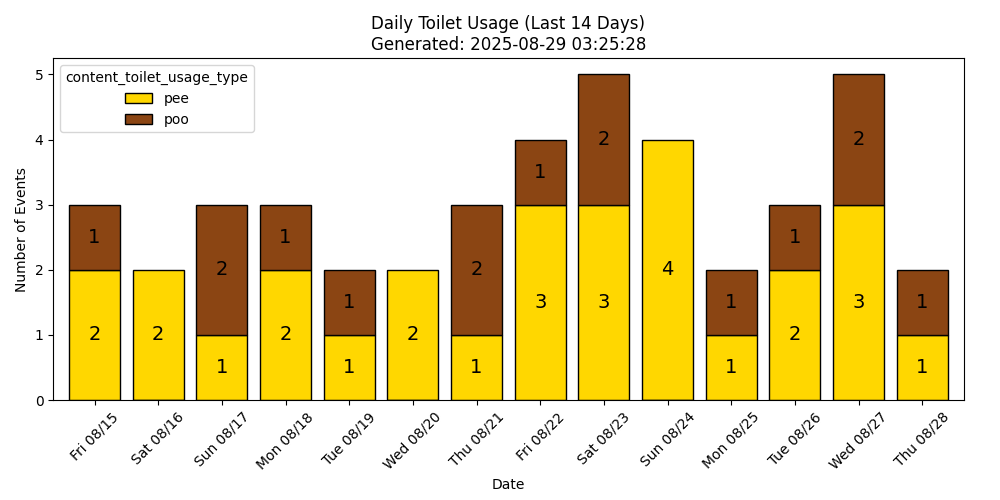 Daily Toilet Usage (Last 14 Days)
Generated: 2025-08-29 03:25:28
content_toilet_usage_type
pee
poo
Number of Events
5
4
3
2
1
0
1
2
2
2
1
1
2
1
1
2
2
1
1
3
2
3
4
1
1
1
2
2
3
1
1
Fri 08/15
Sat 08/16
Sun 08/17
Mon 08/18
Tue 08/19
Wed 08/20
Thu 08/21
Fri 08/22
Sat 08/23
Sun 08/24
Mon 08/25
Tue 08/26
Wed 08/27
Thu 08/28
Date